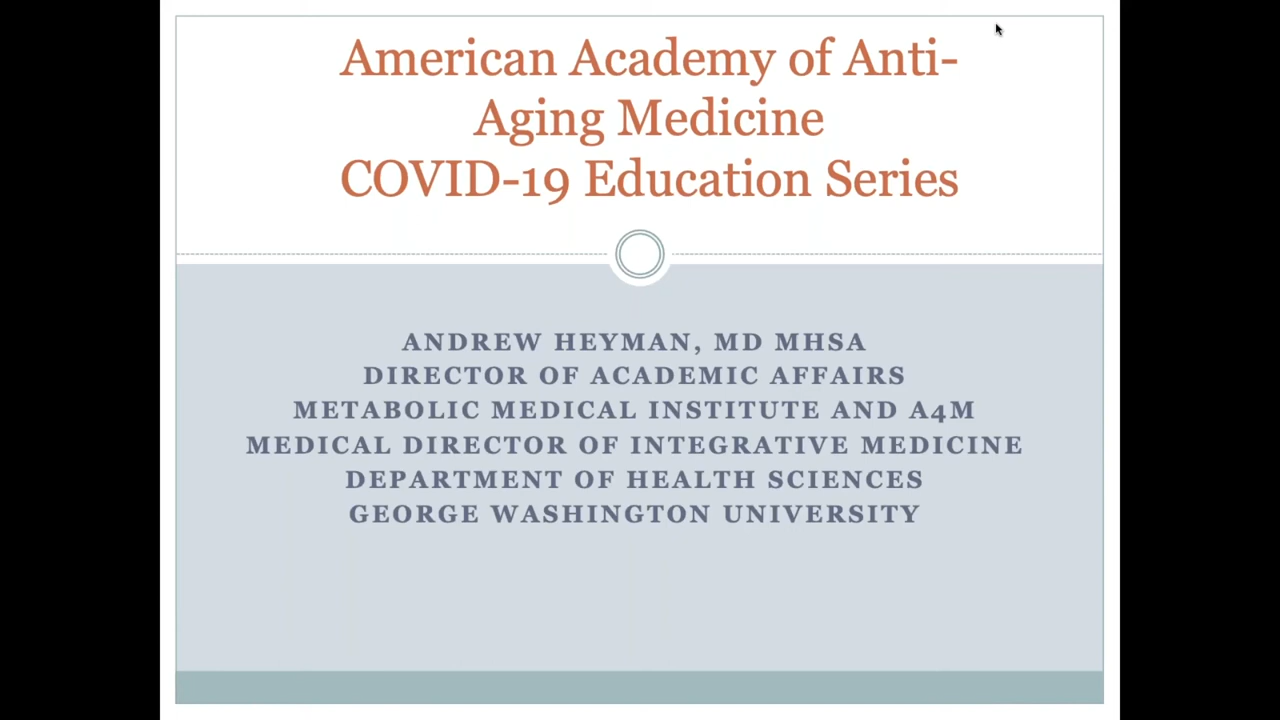 American Academy of Anti-
Aging Medicine
COVID-19 Education Series
ANDREW HEYMAN, MD MHSA
DIRECTOR OF ACADEMIC AFFAIRS
METABOLIC MEDICAL INSTITUTE AND A4M
MEDICAL DIRECTOR OF INTEGRATIVE MEDICINE
DEPARTMENT OF HEALTH SCIENCES
GEORGE WASHINGTON UNIVERSITY